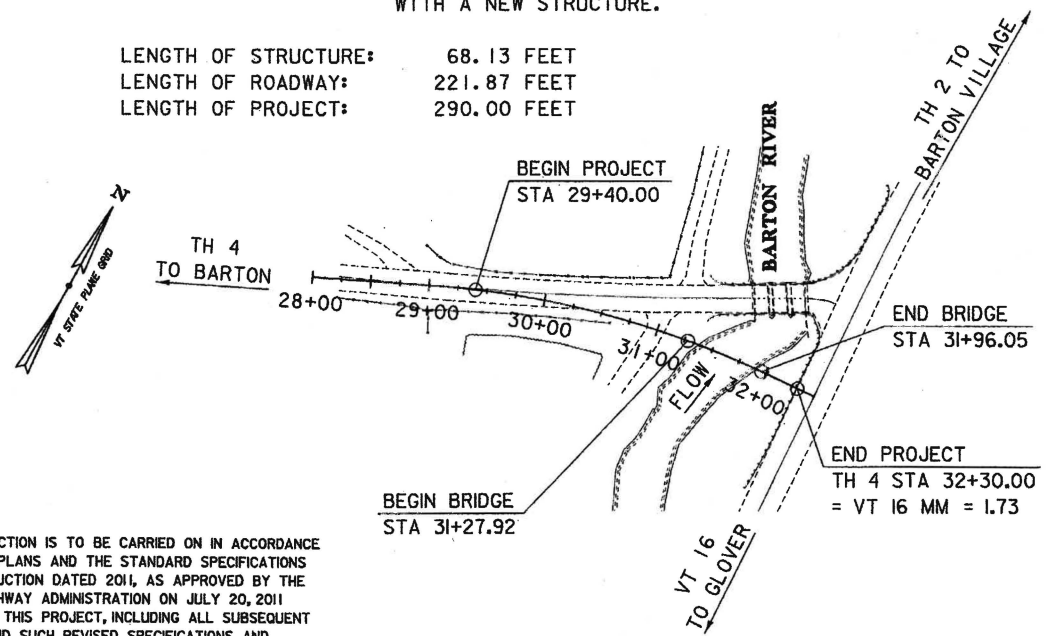 WITH A NEW STRUCTURE.
LENGTH OF STRUCTURE: 68.13 FEET
LENGTH OF ROADWAY: 221.87 FEET
LENGTH OF PROJECT: 290.00 FEET
BEGIN PROJECT
STA 29+40.00
BARTON RIVER
TH 2 TO
BARTON VILLAGE
N
VT STATE PLANE GRID
TH 4
TO BARTON
28+00
29+00
30+00
31+00
32+00
FLOW
END BRIDGE
STA 31+96.05
END PROJECT
TH 4 STA 32+30.00
= VT 16 MM = 1.73
BEGIN BRIDGE
STA 31+27.92
VT 16
TO GLOVER
CTION IS TO BE CARRIED ON IN ACCORDANCE
PLANS AND THE STANDARD SPECIFICATIONS
UCTION DATED 2011, AS APPROVED BY THE
HWAY ADMINISTRATION ON JULY 20, 2011
THIS PROJECT, INCLUDING ALL SUBSEQUENT
ND SUCH REVISED SPECIFICATIONS AND